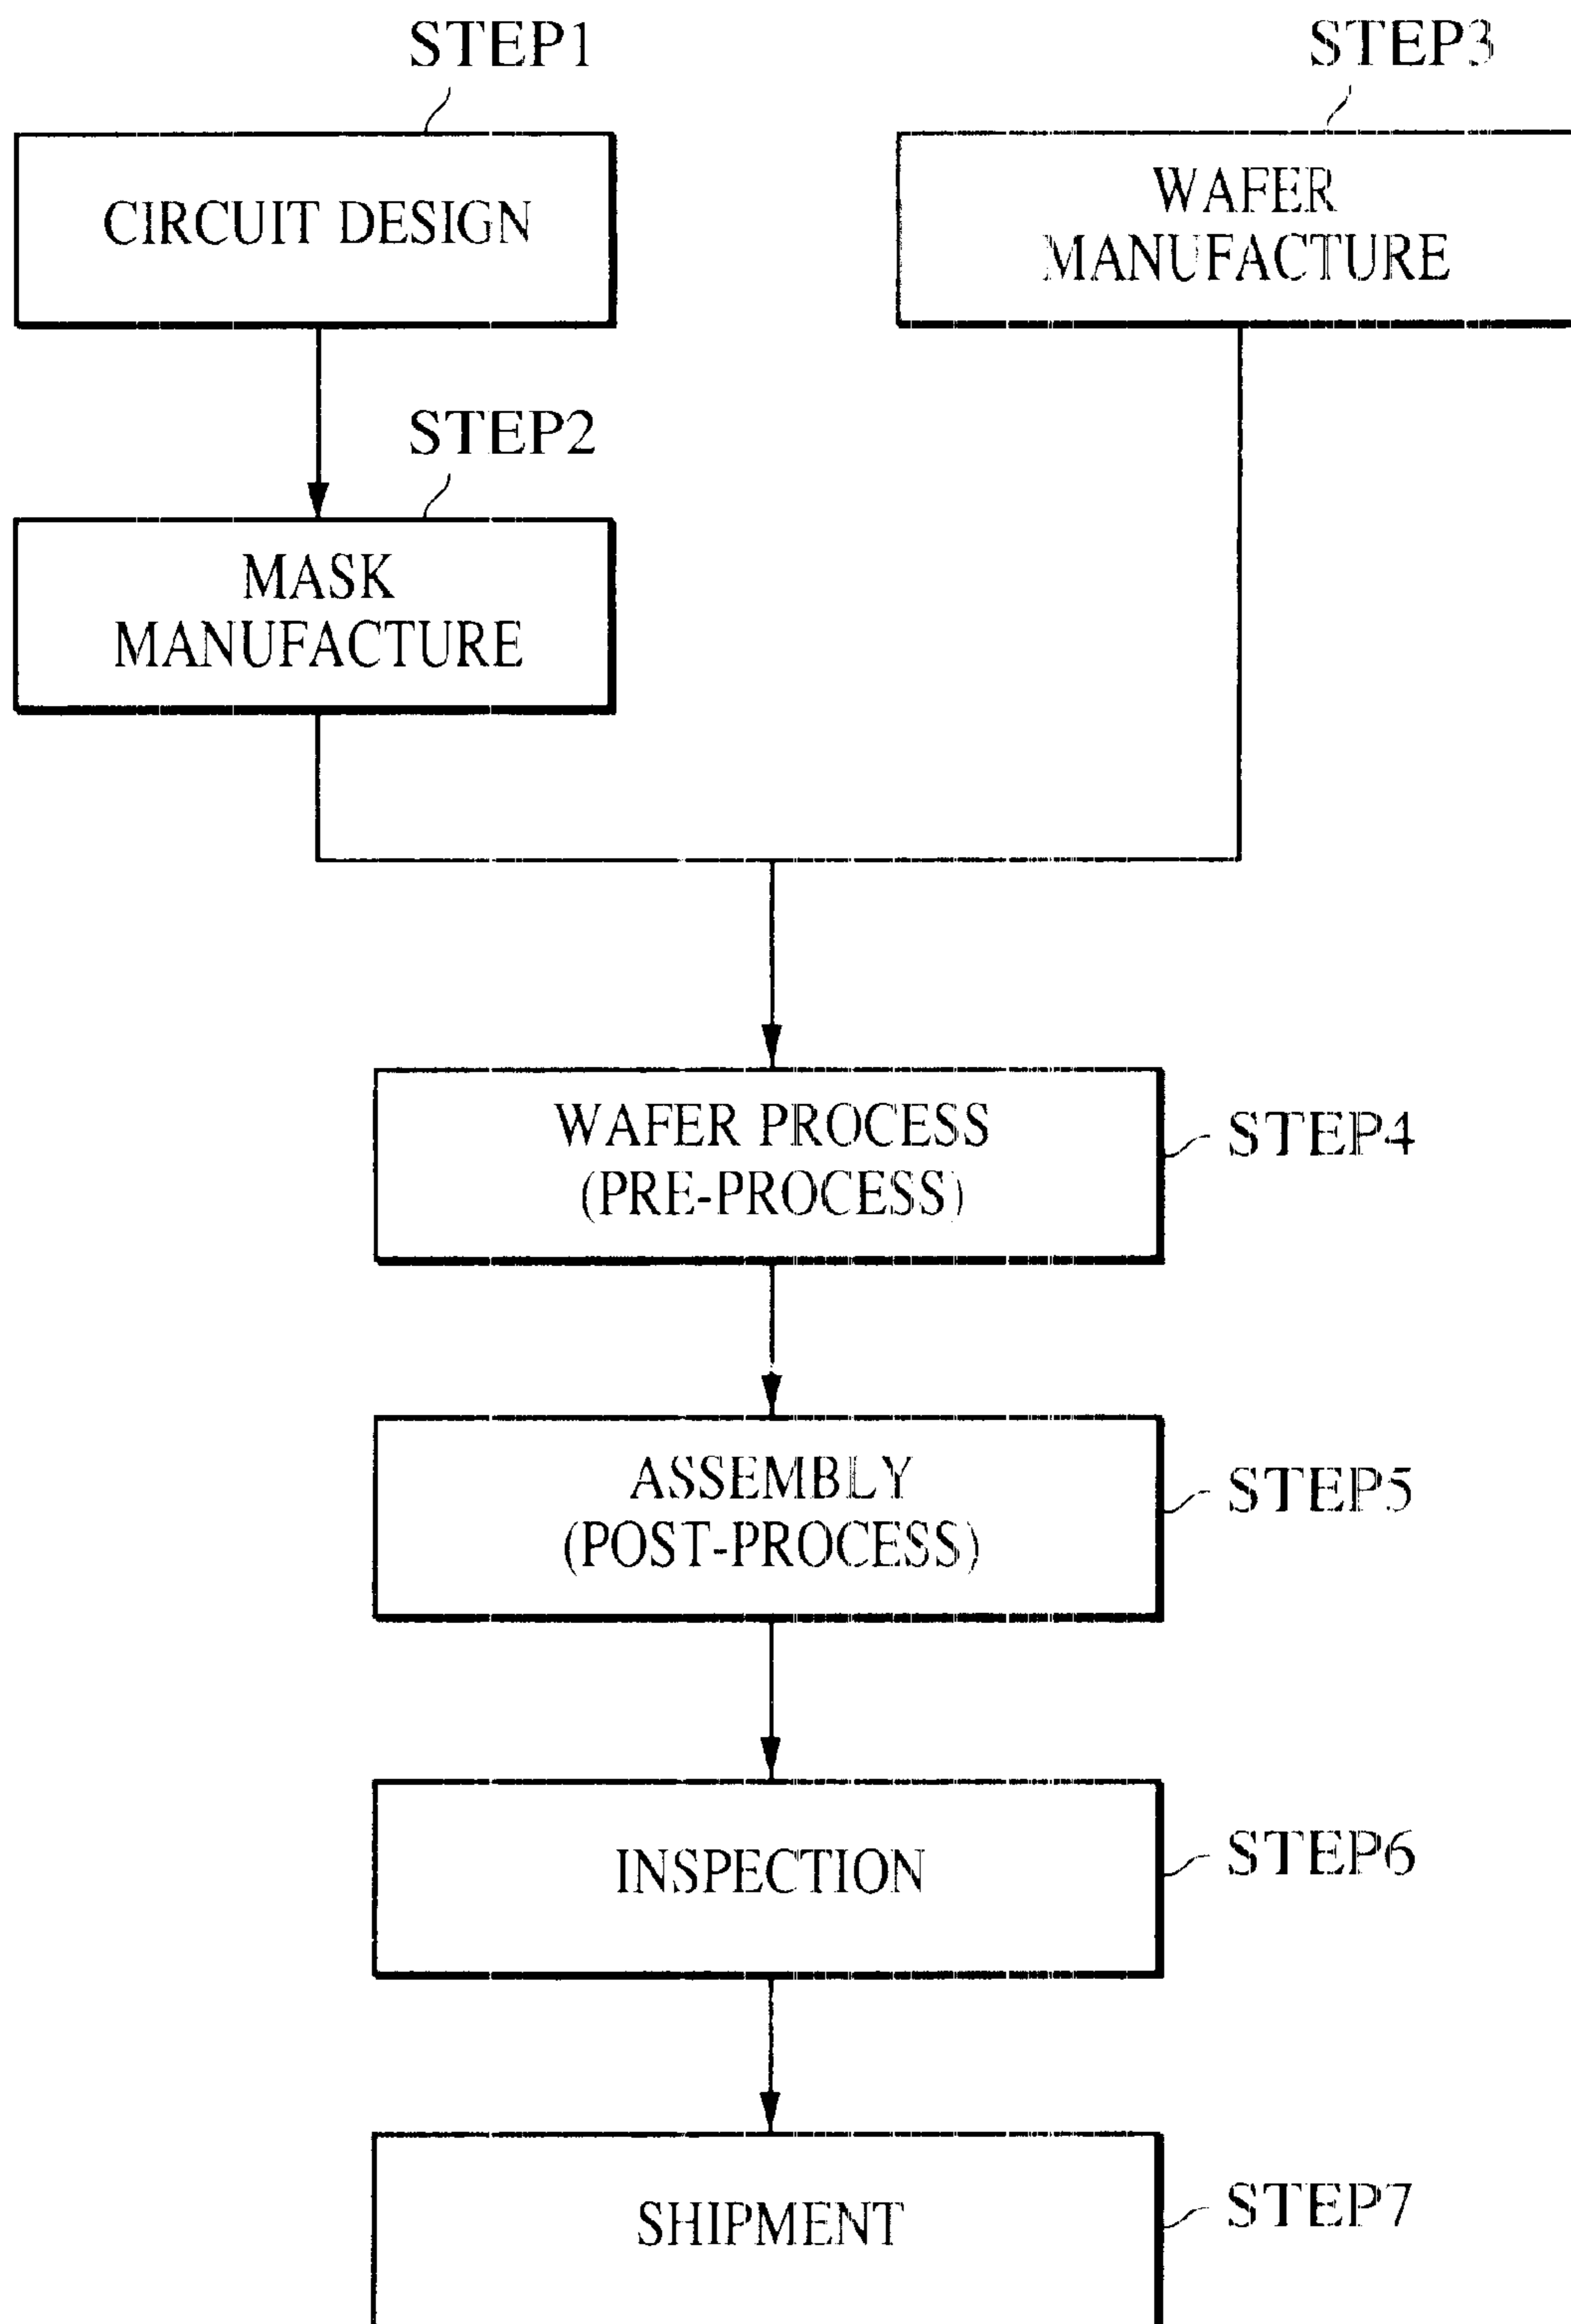 STEP1
CIRCUIT DESIGN
STEP3
WAFER
MANUFACTURE
STEP2
MASK
MANUFACTURE
WAFER PROCESS
(PRE-PROCESS)
STEP4
ASSEMBLY
(POST-PROCESS)
STEP5
INSPECTION
STEP6
SHIPMENT
STEP7